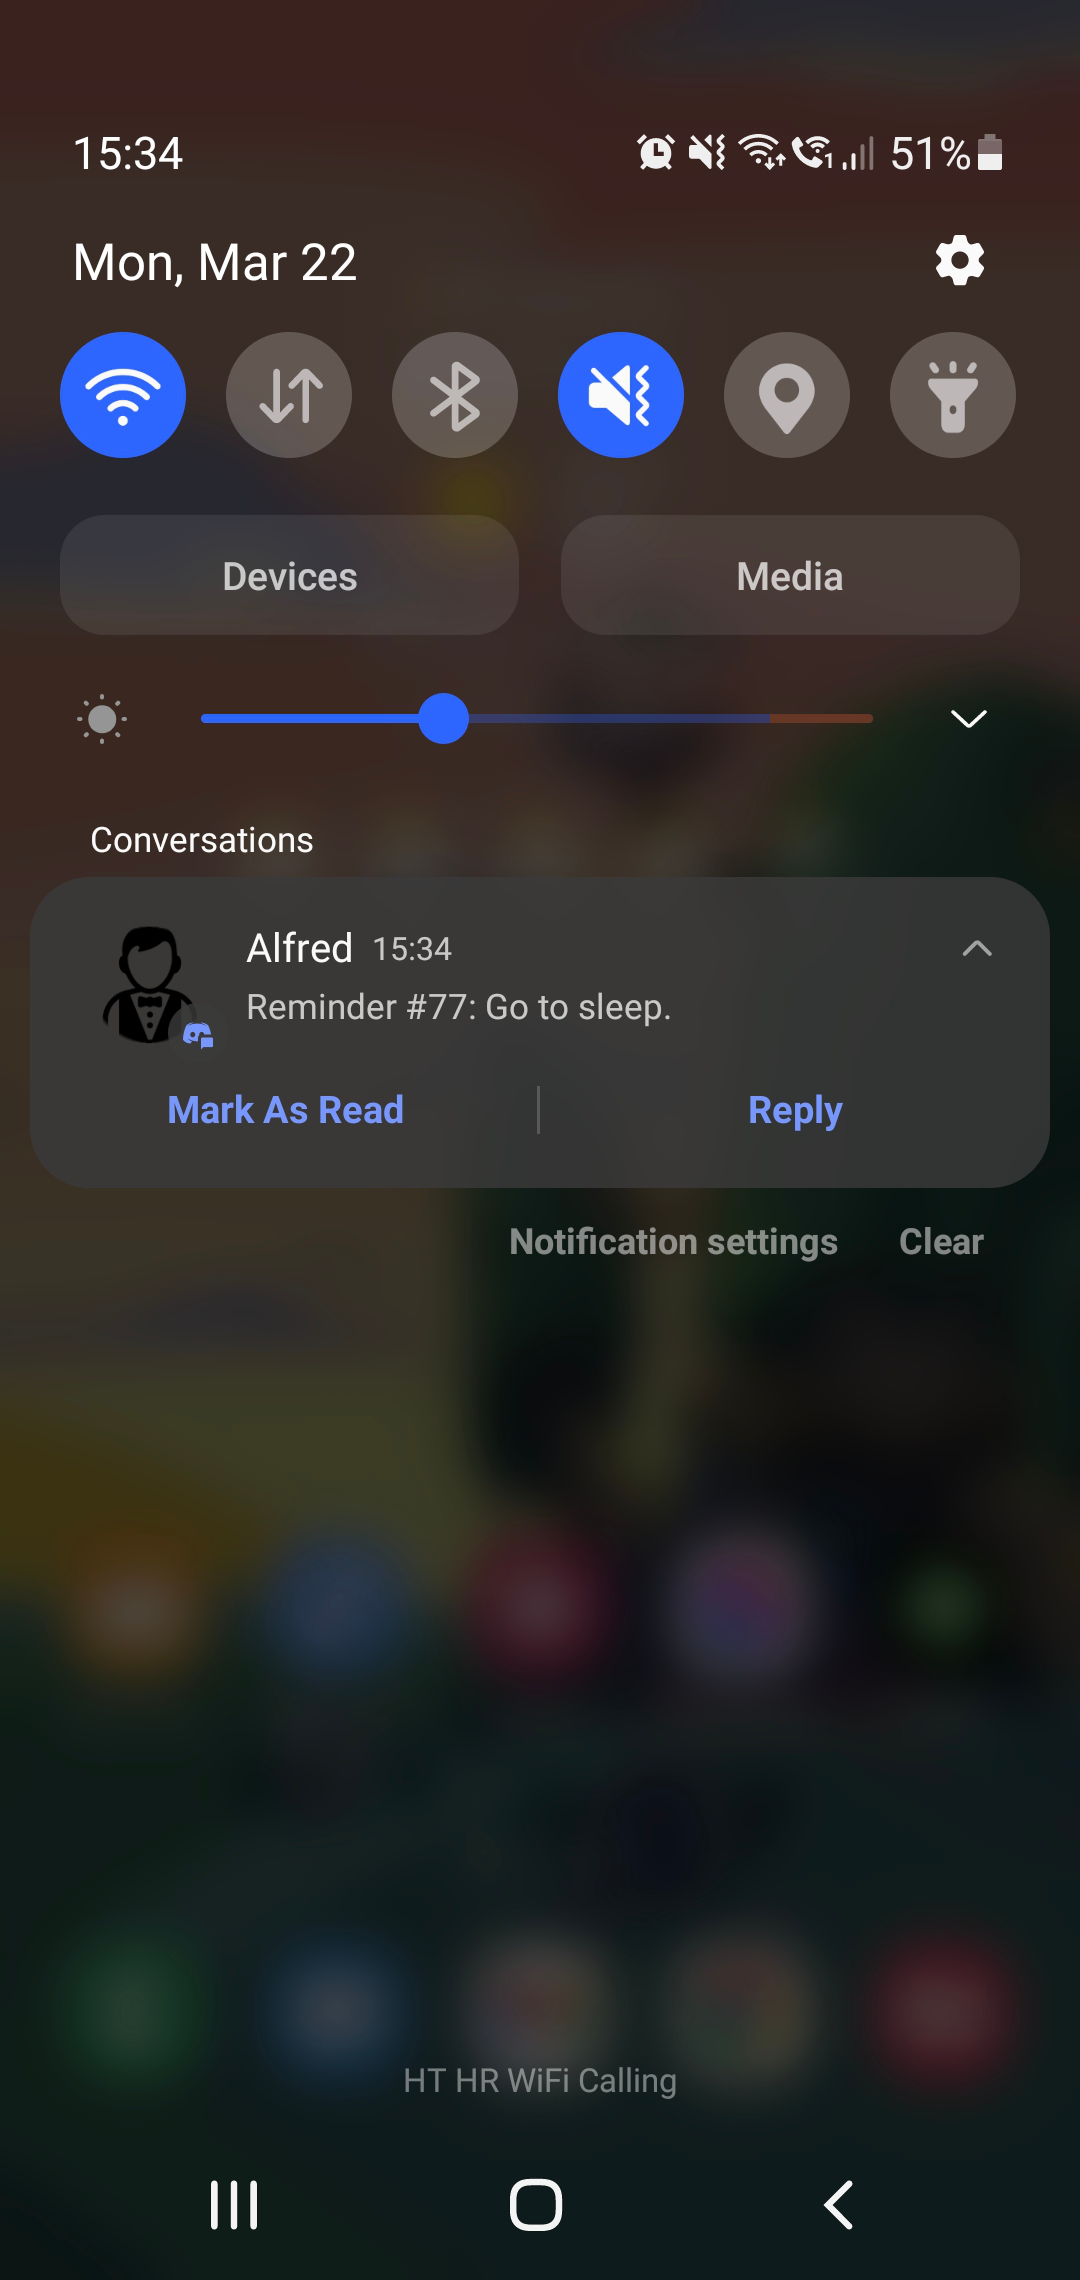 15:34 1 51%
Mon, Mar 22
Devices Media
Conversations
Alfred 15:34
Reminder #77: Go to sleep.
Mark As Read Reply
Notification settings Clear
HT HR WiFi Calling